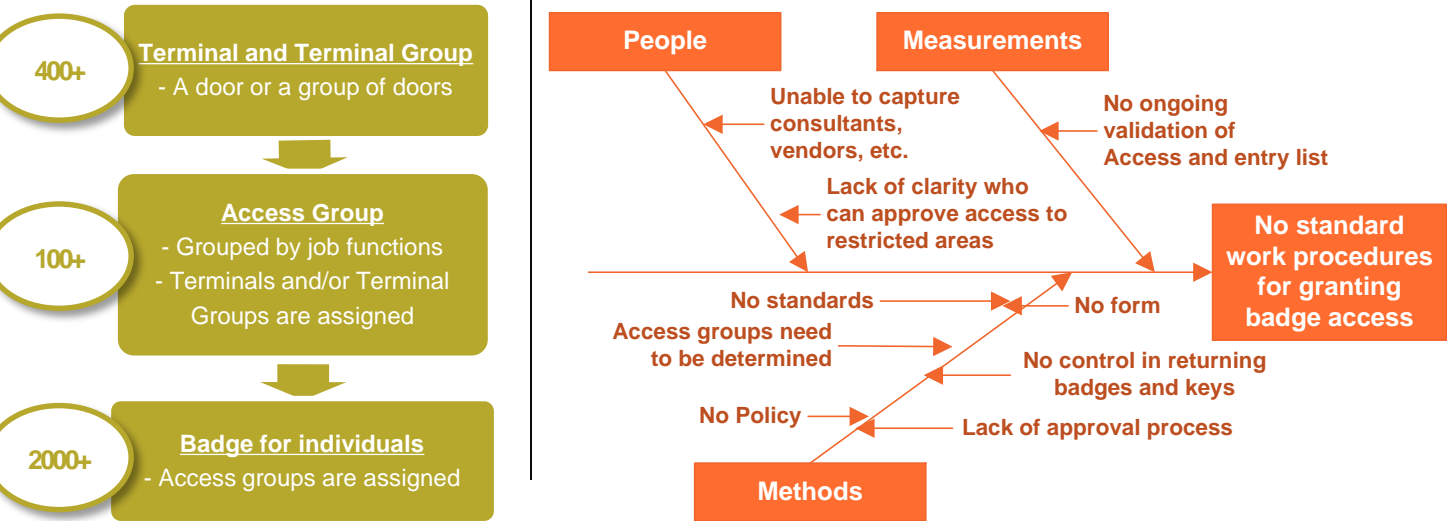 400+
Terminal and Terminal Group
- A door or a group of doors
100+
Access Group
- Grouped by job functions
- Terminals and/or Terminal
Groups are assigned
2000+
Badge for individuals
- Access groups are assigned
People
Measurements
Unable to capture
consultants,
vendors, etc.
No ongoing
validation of
Access and entry list
Lack of clarity who
can approve access to
restricted areas
No standard
work procedures
for granting
badge access
No standards
No form
Access groups need
to be determined
No control in returning
badges and keys
No Policy
Lack of approval process
Methods